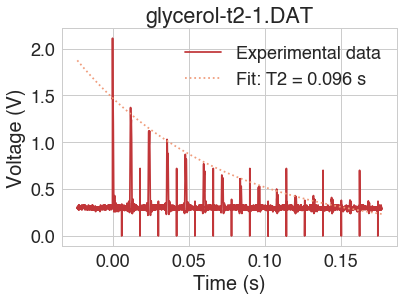 glycerol-t2-1.DAT
Experimental data
Fit: T2 = 0.096 s
Voltage (V)
2.0
1.5
1.0
0.5
0.0
0.00
0.05
0.10
0.15
Time (s)